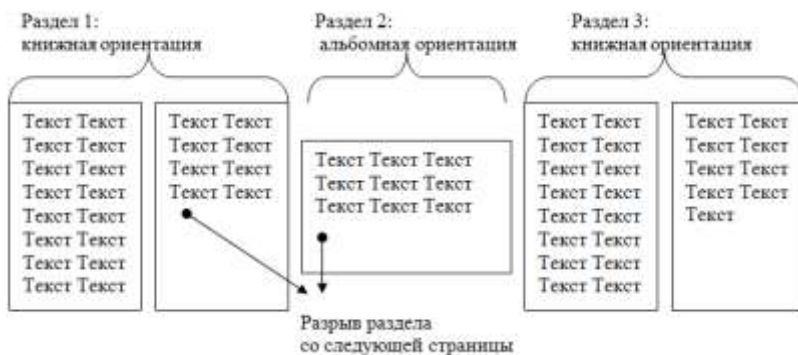 Раздел 1:
книжная ориентация
Раздел 2:
альбомная ориентация
Раздел 3:
книжная ориентация
Текст Текст
Текст Текст
Текст Текст
Текст Текст
Текст Текст
Текст Текст
Текст Текст
Текст Текст
Текст Текст
Текст Текст
Текст Текст
Текст Текст
Текст Текст Текст
Текст Текст Текст
Текст Текст Текст
Текст Текст
Текст Текст
Текст Текст
Текст Текст
Текст Текст
Текст Текст
Текст Текст
Текст Текст
Текст Текст
Текст Текст
Текст Текст
Текст Текст
Текст
Разрыв раздела
со следующей страницы